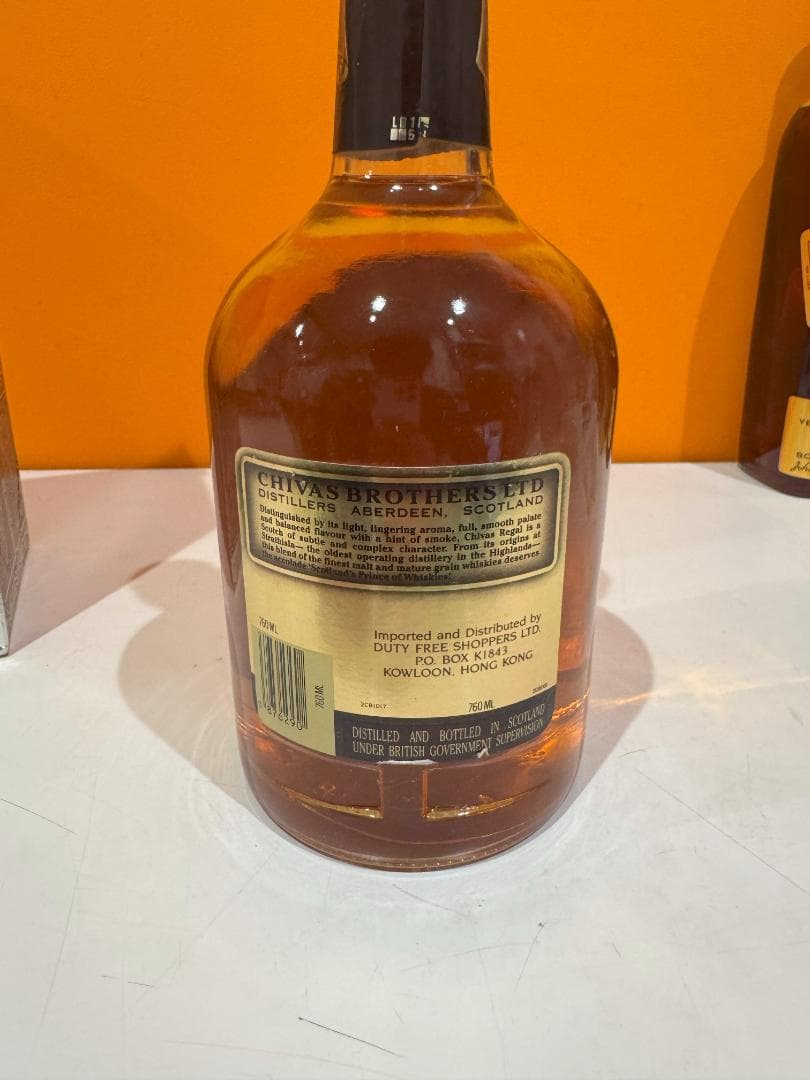 CHIVAS BROTHERS LTD
DISTILLERS ABERDEEN, SCOTLAND
Distinguished by its light, lingering aroma, full, smooth palate
and balanced flavour with a hint of smoke, Chivas Regal is a
Scotch of subtle and complex character. From its origins at
Strathisla— the oldest operating distillery in the Highlands—
this blend of the finest malt and mature grain whiskies deserves
the accolade 'Scotland's Prince of Whiskies'.
760 ML
760 ML
Imported and Distributed by
DUTY FREE SHOPPERS LTD.
P.O. BOX K1843
KOWLOON, HONG KONG
2CB1017
760 ML
DISTILLED AND BOTTLED IN SCOTLAND
UNDER BRITISH GOVERNMENT SUPERVISION